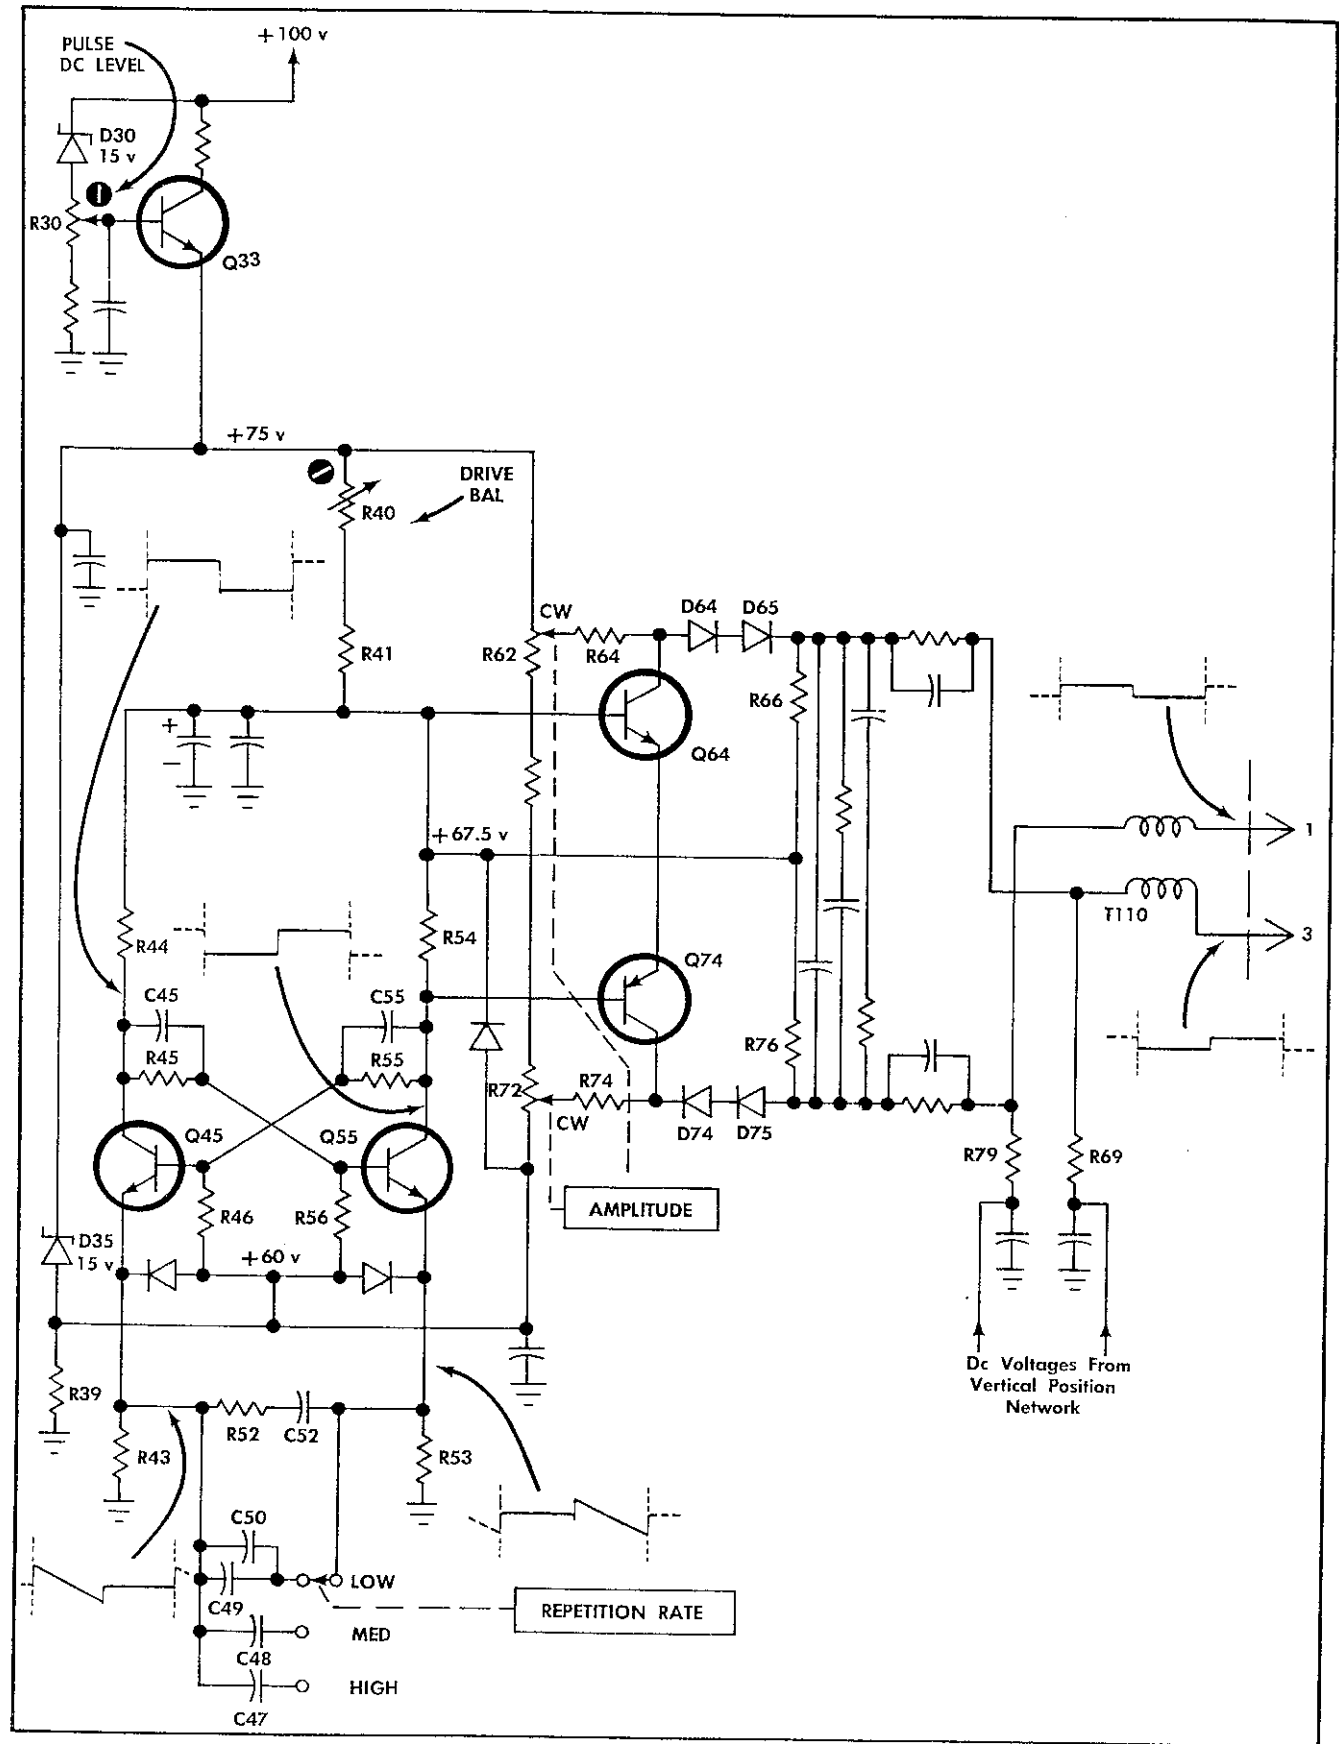 +100 v
PULSE
DC LEVEL
D30
15 v
R30
Q33
+75 v
DRIVE
BAL
R40
R41
CW
R62
R64
D64
D65
R66
Q64
+
−
+67.5 v
1
T110
3
R44
R54
Q74
C45
C55
R45
R55
R76
R72
R74
CW
D74
D75
Q45
Q55
R79
R69
R46
R56
AMPLITUDE
D35
15 v
+60 v
Dc Voltages From
Vertical Position
Network
R39
R52
C52
R43
R53
C50
LOW
C49
REPETITION RATE
MED
C48
HIGH
C47